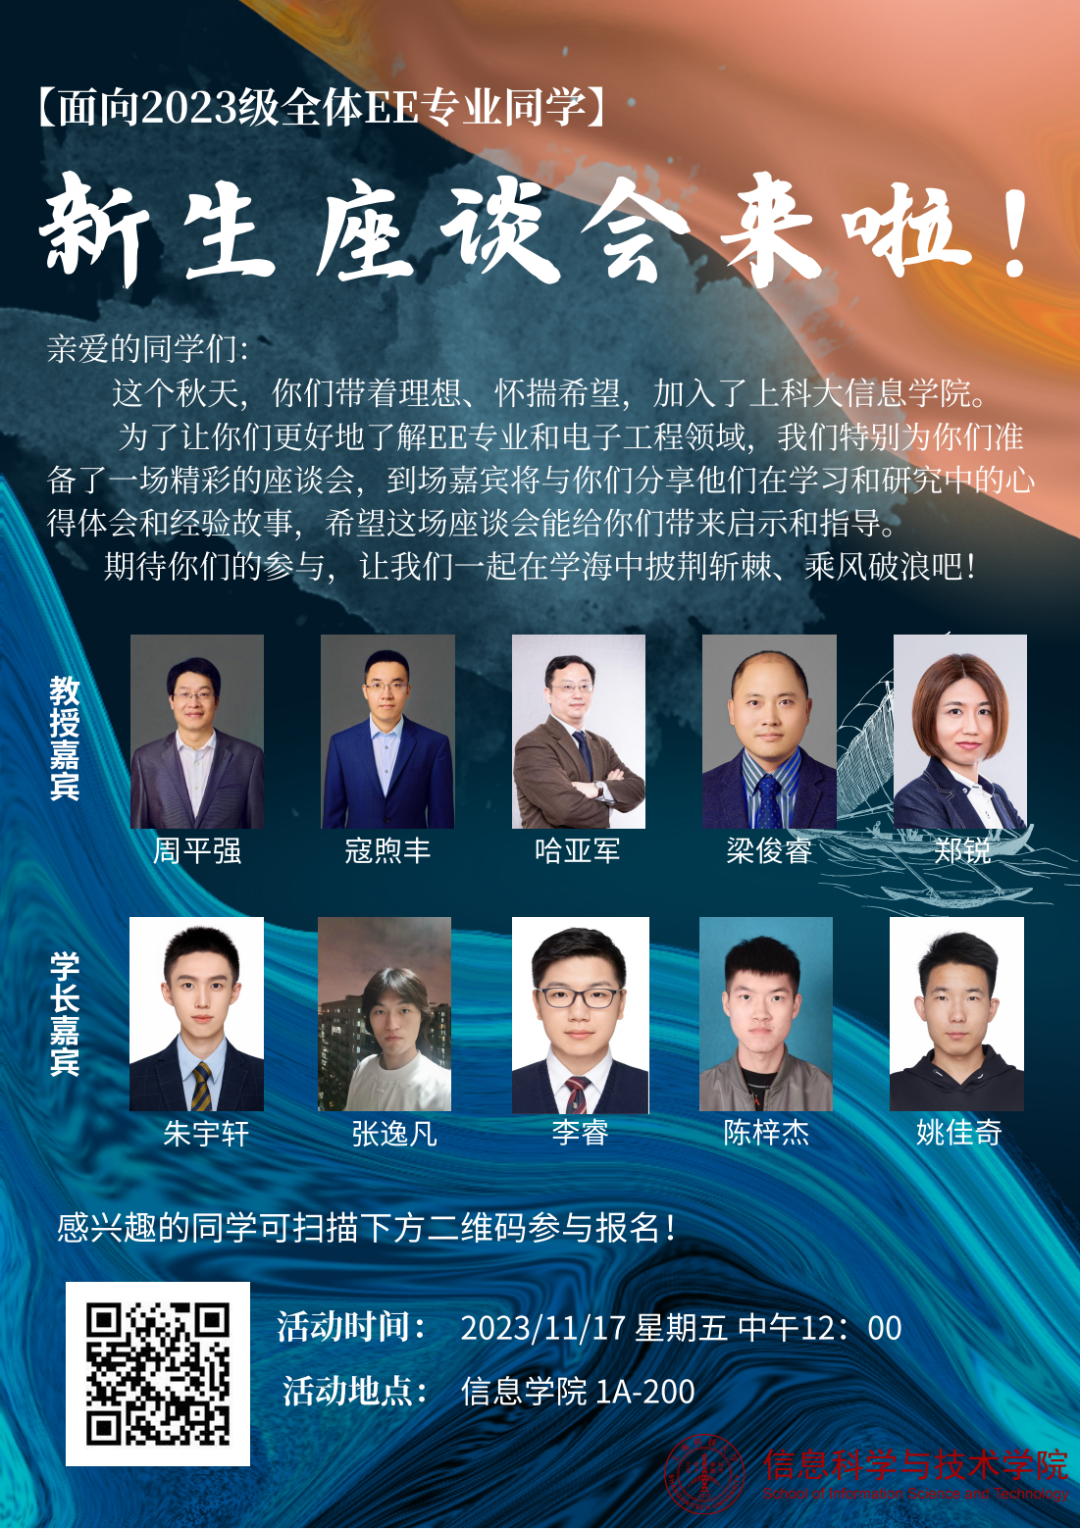 【面向2023级全体EE专业同学】
新生座谈会来啦！
亲爱的同学们：
这个秋天，你们带着理想、怀揣希望，加入了上科大信息学院。
为了让你们更好地了解EE专业和电子工程领域，我们特别为你们准
备了一场精彩的座谈会，到场嘉宾将与你们分享他们在学习和研究中的心
得体会和经验故事，希望这场座谈会能给你们带来启示和指导。
期待你们的参与，让我们一起在学海中披荆斩棘、乘风破浪吧！
教授嘉宾
周平强
寇煦丰
哈亚军
梁俊睿
郑锐
学长嘉宾
朱宇轩
张逸凡
李睿
陈梓杰
姚佳奇
感兴趣的同学可扫描下方二维码参与报名！
活动时间： 2023/11/17 星期五 中午12：00
活动地点： 信息学院 1A-200
信息科学与技术学院
School of Information Science and Technology